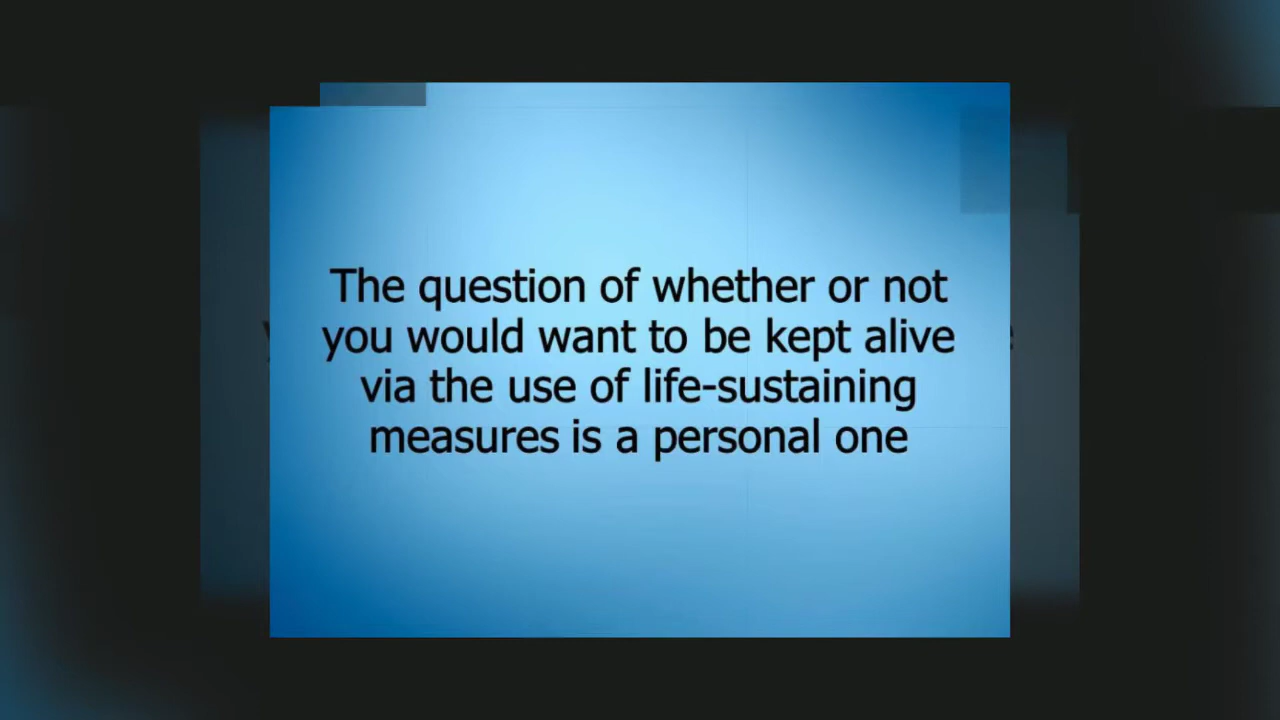 The question of whether or not
you would want to be kept alive
via the use of life-sustaining
measures is a personal one